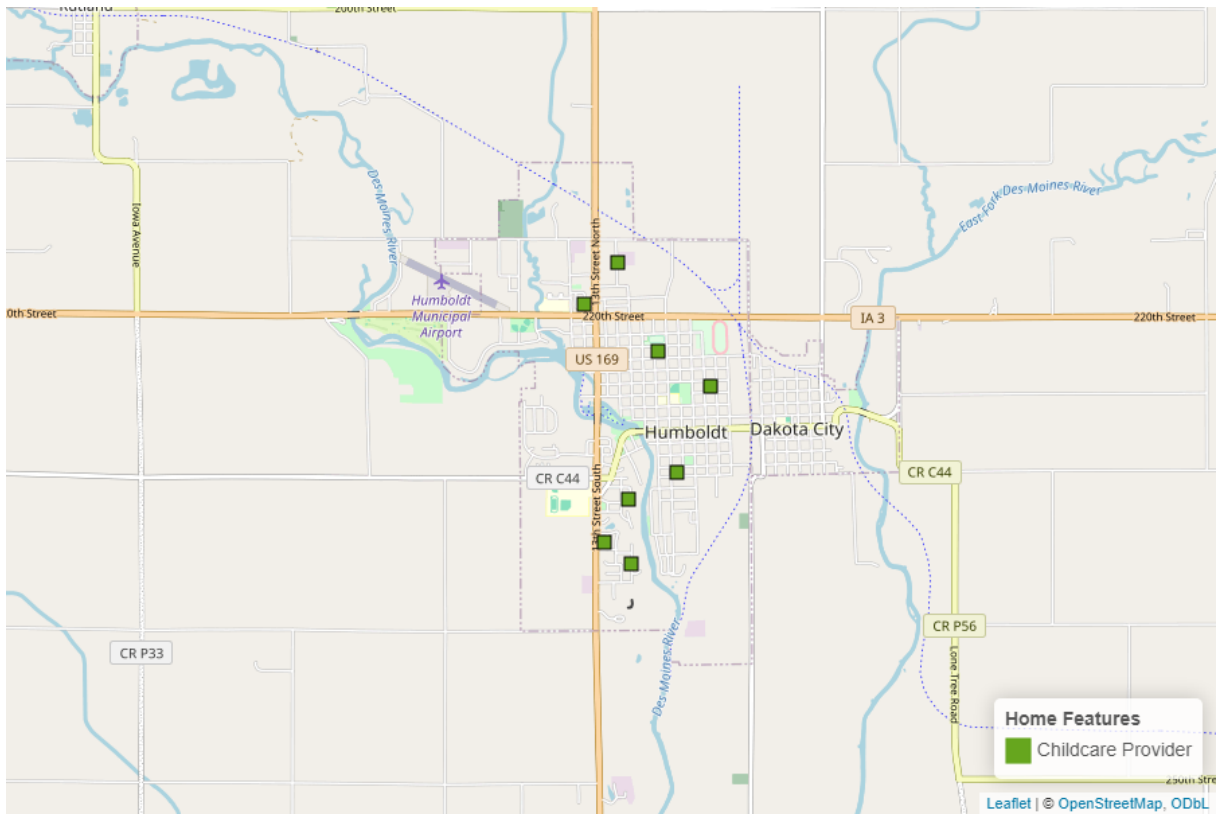 Rutland
200th Street
Iowa Avenue
Des Moines
River
East Fork Des Moines River
13th Street North
Humboldt
Municipal
Airport
0th Street
220th Street
IA 3
220th Street
US 169
Humboldt
Dakota City
CR C44
CR C44
13th Street South
CR P33
Des Moines River
CR P56
Lone Tree Road
Home Features
Childcare Provider
250th Stre
Leaflet | © OpenStreetMap, ODbL